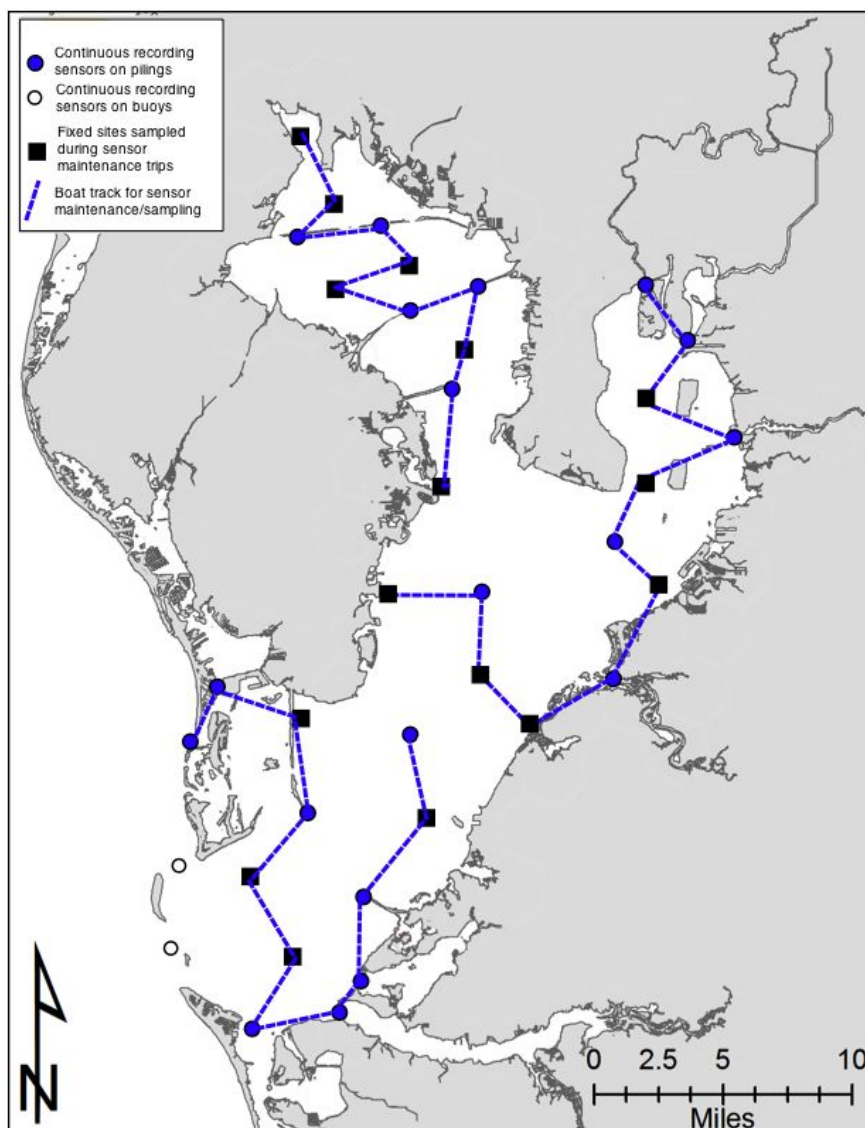 Continuous recording
sensors on pilings
Continuous recording
sensors on buoys
Fixed sites sampled
during sensor
maintenance trips
Boat track for sensor
maintenance/sampling
N
0 2.5 5 10
Miles